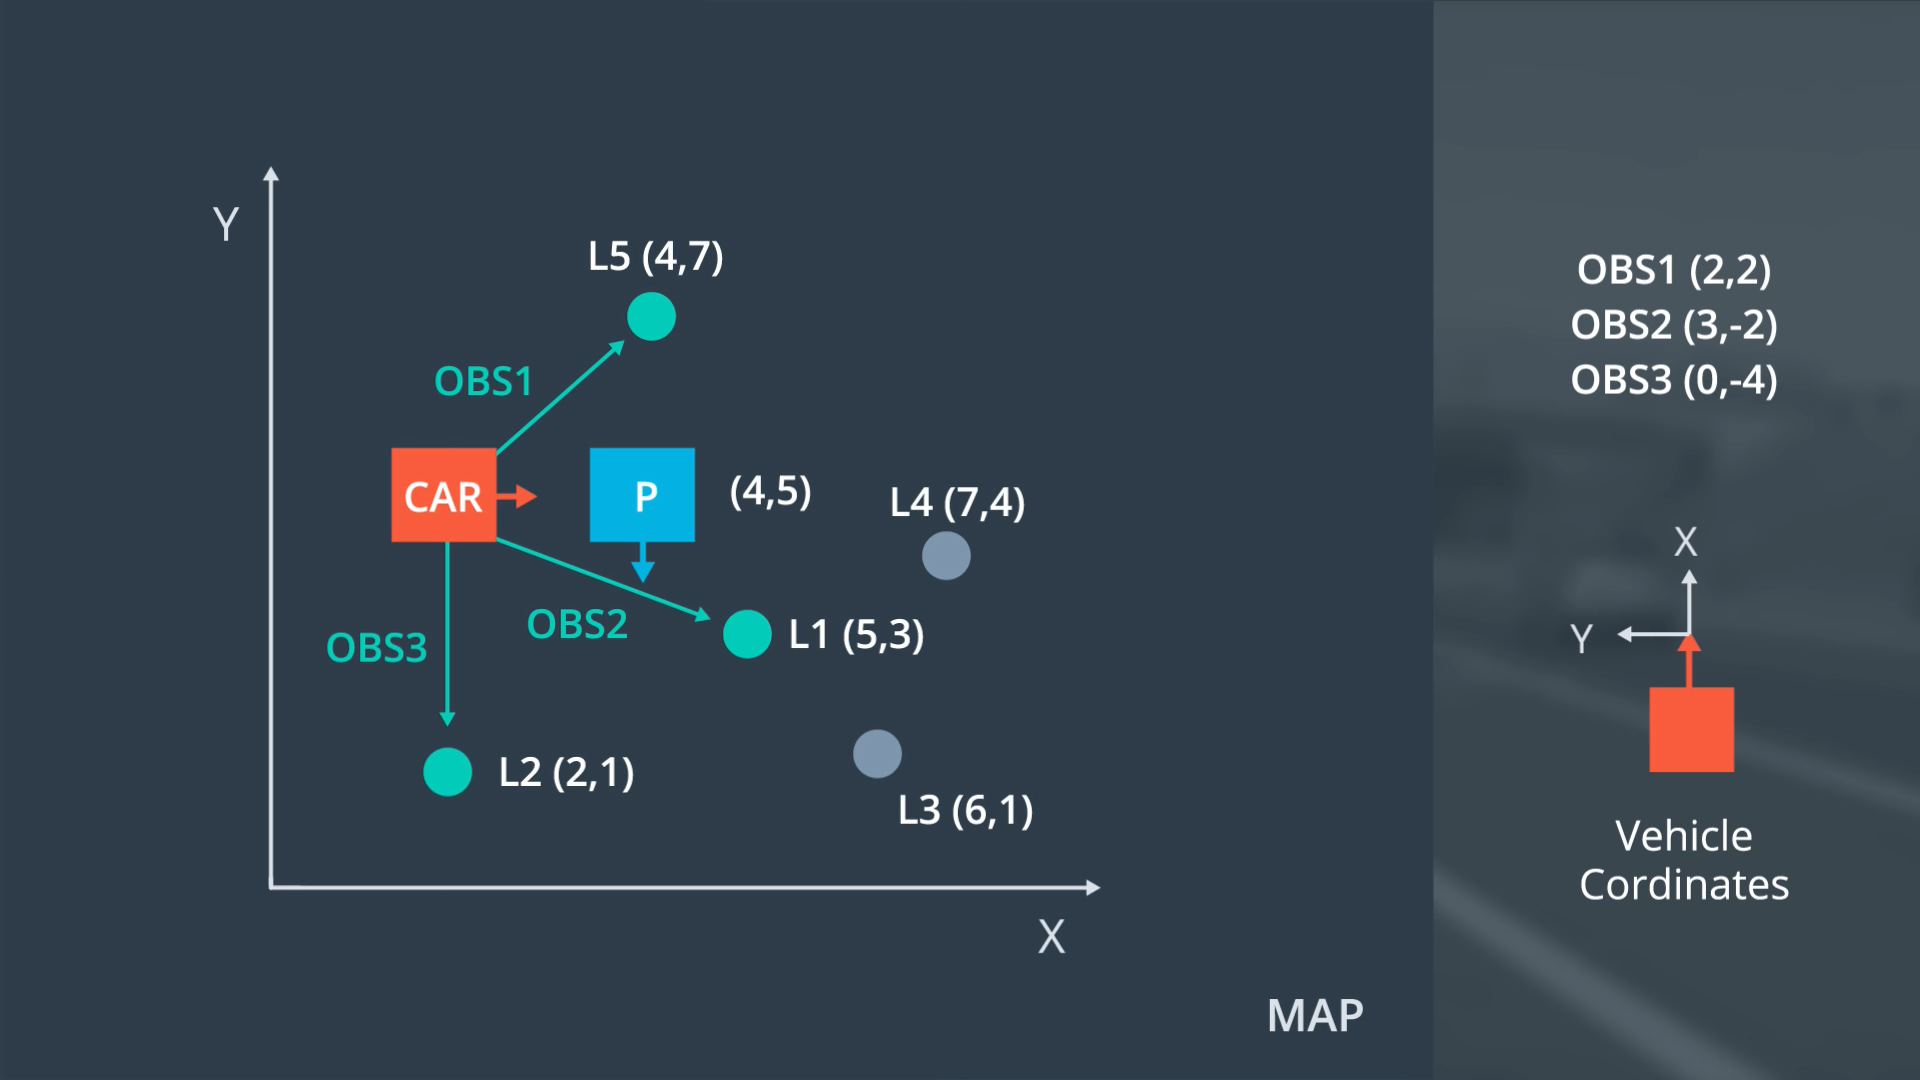 Y
L5 (4,7)
OBS1
CAR
P
(4,5)
L4 (7,4)
OBS2
L1 (5,3)
OBS3
L2 (2,1)
L3 (6,1)
X
MAP
OBS1 (2,2)
OBS2 (3,-2)
OBS3 (0,-4)
X
Y
Vehicle
Cordinates